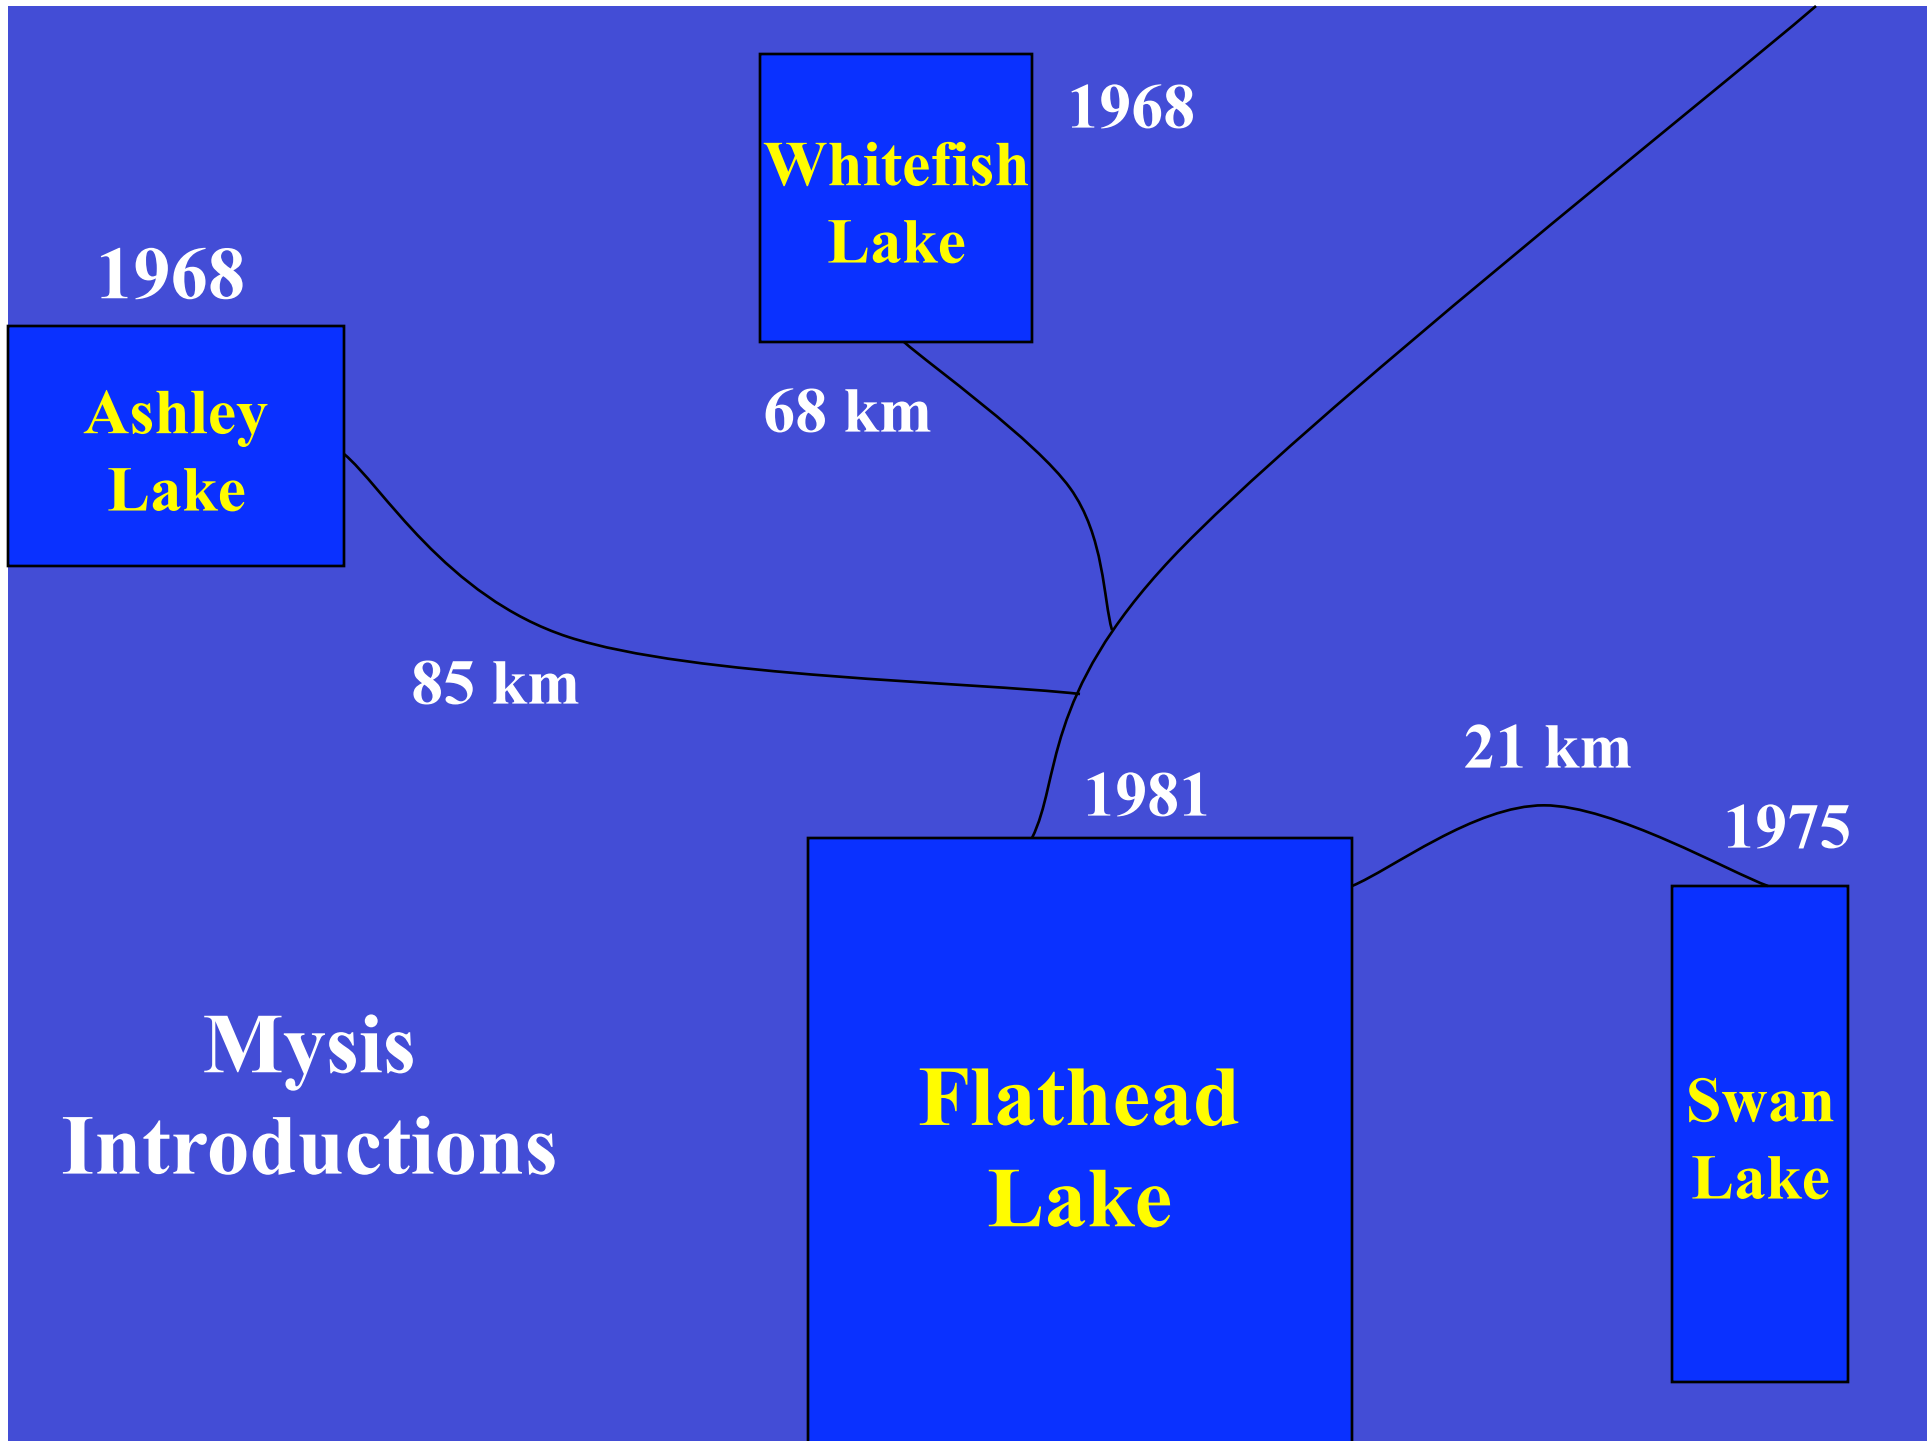 1968
Whitefish
Lake
1968
Ashley
Lake
68 km
85 km
21 km
1981
1975
Mysis
Introductions
Flathead
Lake
Swan
Lake